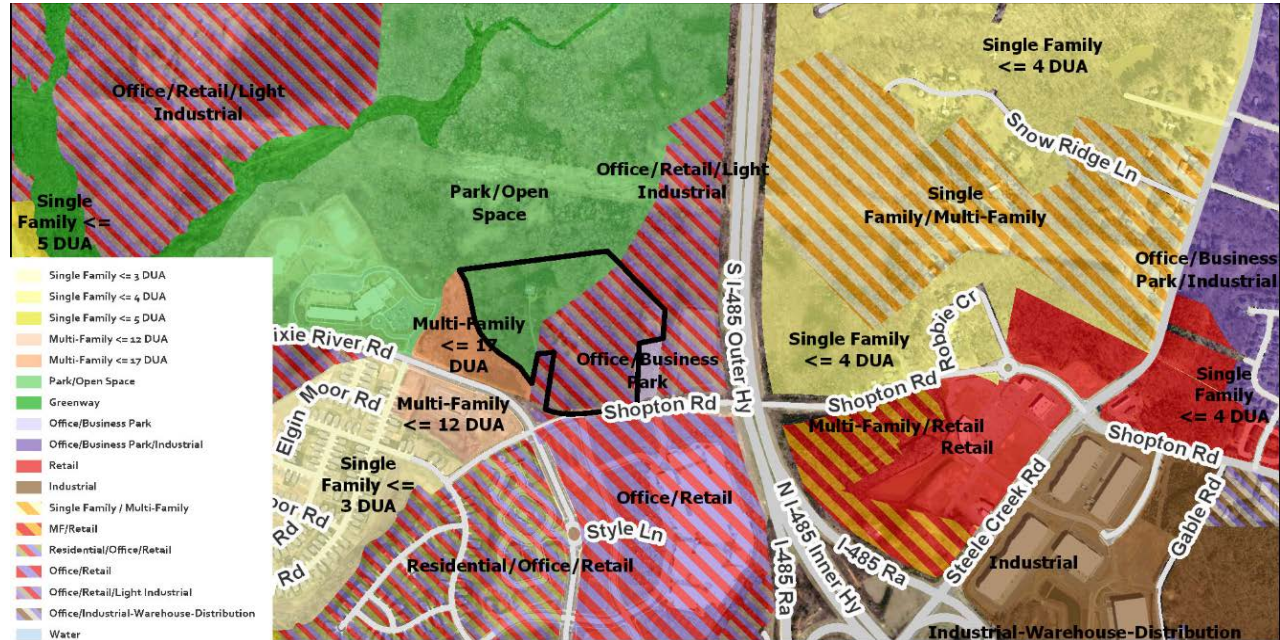 Single Family
<= 4 DUA
Office/Retail/Light
Industrial
Snow Ridge Ln
Office/Retail/Light
Industrial
Park/Open
Space
Single
Family <=
5 DUA
Single
Family/Multi-Family
S I-485 Outer Hy
Office/Business
Park/Industrial
Single Family <= 3 DUA
Single Family <= 4 DUA
Single Family <= 5 DUA
Multi-Family <= 12 DUA
Multi-Family <= 17 DUA
Park/Open Space
Greenway
Office/Business Park
Office/Business Park/Industrial
Retail
Industrial
Single Family / Multi-Family
MF/Retail
Residential/Office/Retail
Office/Retail
Office/Retail/Light Industrial
Office/Industrial-Warehouse-Distribution
Water
ixie River Rd
Multi-Family
<= 17
DUA
Office/Business
Park
Single Family
<= 4 DUA
Robbie Cr
Elgin
Moor Rd
Multi-Family
<= 12 DUA
Shopton Rd
Shopton Rd
Single
Family
<= 4 DUA
Multi-Family/Retail
Retail
Shopton Rd
Single
Family <=
3 DUA
oor Rd
Rd
Office/Retail
Style Ln
Residential/Office/Retail
I-485 Ra
N I-485 Inner Hy
I-485 Ra
Steele Creek Rd
Industrial
Gable Rd
Industrial-Warehouse-Distribution